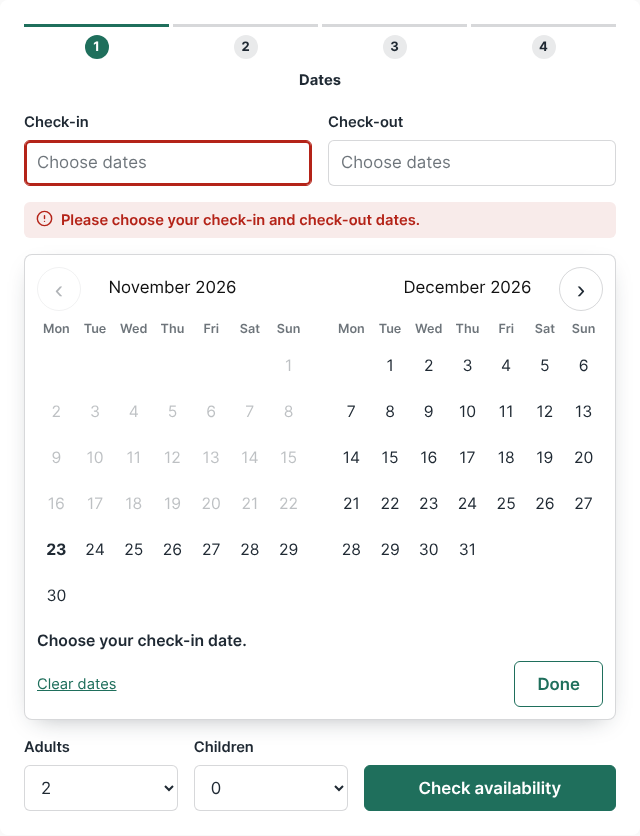 1 2 3 4
Dates
Check-in Check-out
Choose dates Choose dates
Please choose your check-in and check-out dates.
‹ November 2026 December 2026 ›
Mon Tue Wed Thu Fri Sat Sun Mon Tue Wed Thu Fri Sat Sun
1 1 2 3 4 5 6
2 3 4 5 6 7 8 7 8 9 10 11 12 13
9 10 11 12 13 14 15 14 15 16 17 18 19 20
16 17 18 19 20 21 22 21 22 23 24 25 26 27
23 24 25 26 27 28 29 28 29 30 31
30
Choose your check-in date.
Clear dates Done
Adults Children
2 0 Check availability